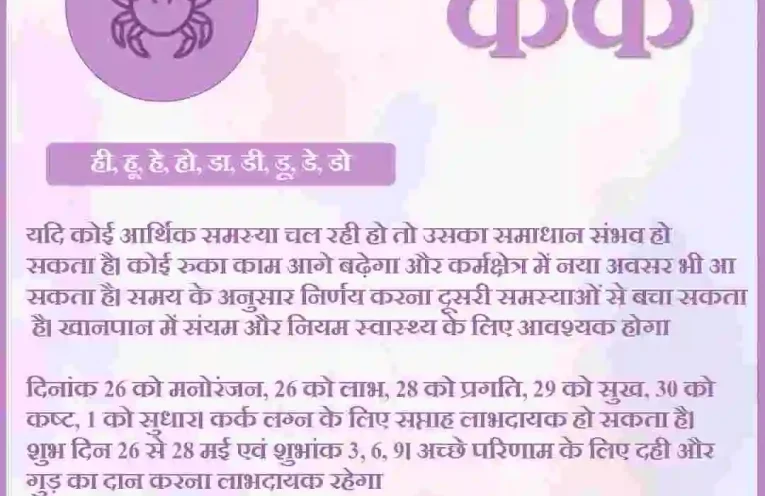 कर्क
ही, हू, हे, हो, डा, डी, डू, डे, डो
यदि कोई आर्थिक समस्या चल रही हो तो उसका समाधान संभव हो
सकता है। कोई रुका काम आगे बढ़ेगा और कर्मक्षेत्र में नया अवसर भी आ
सकता है। समय के अनुसार निर्णय करना दूसरी समस्याओं से बचा सकता
है। खानपान में संयम और नियम स्वास्थ्य के लिए आवश्यक होगा
दिनांक 26 को मनोरंजन, 26 को लाभ, 28 को प्रगति, 29 को सुख, 30 को
कष्ट, 1 को सुधार। कर्क लग्न के लिए सप्ताह लाभदायक हो सकता है।
शुभ दिन 26 से 28 मई एवं शुभांक 3, 6, 9। अच्छे परिणाम के लिए दही और
गुड़ का दान करना लाभदायक रहेगा